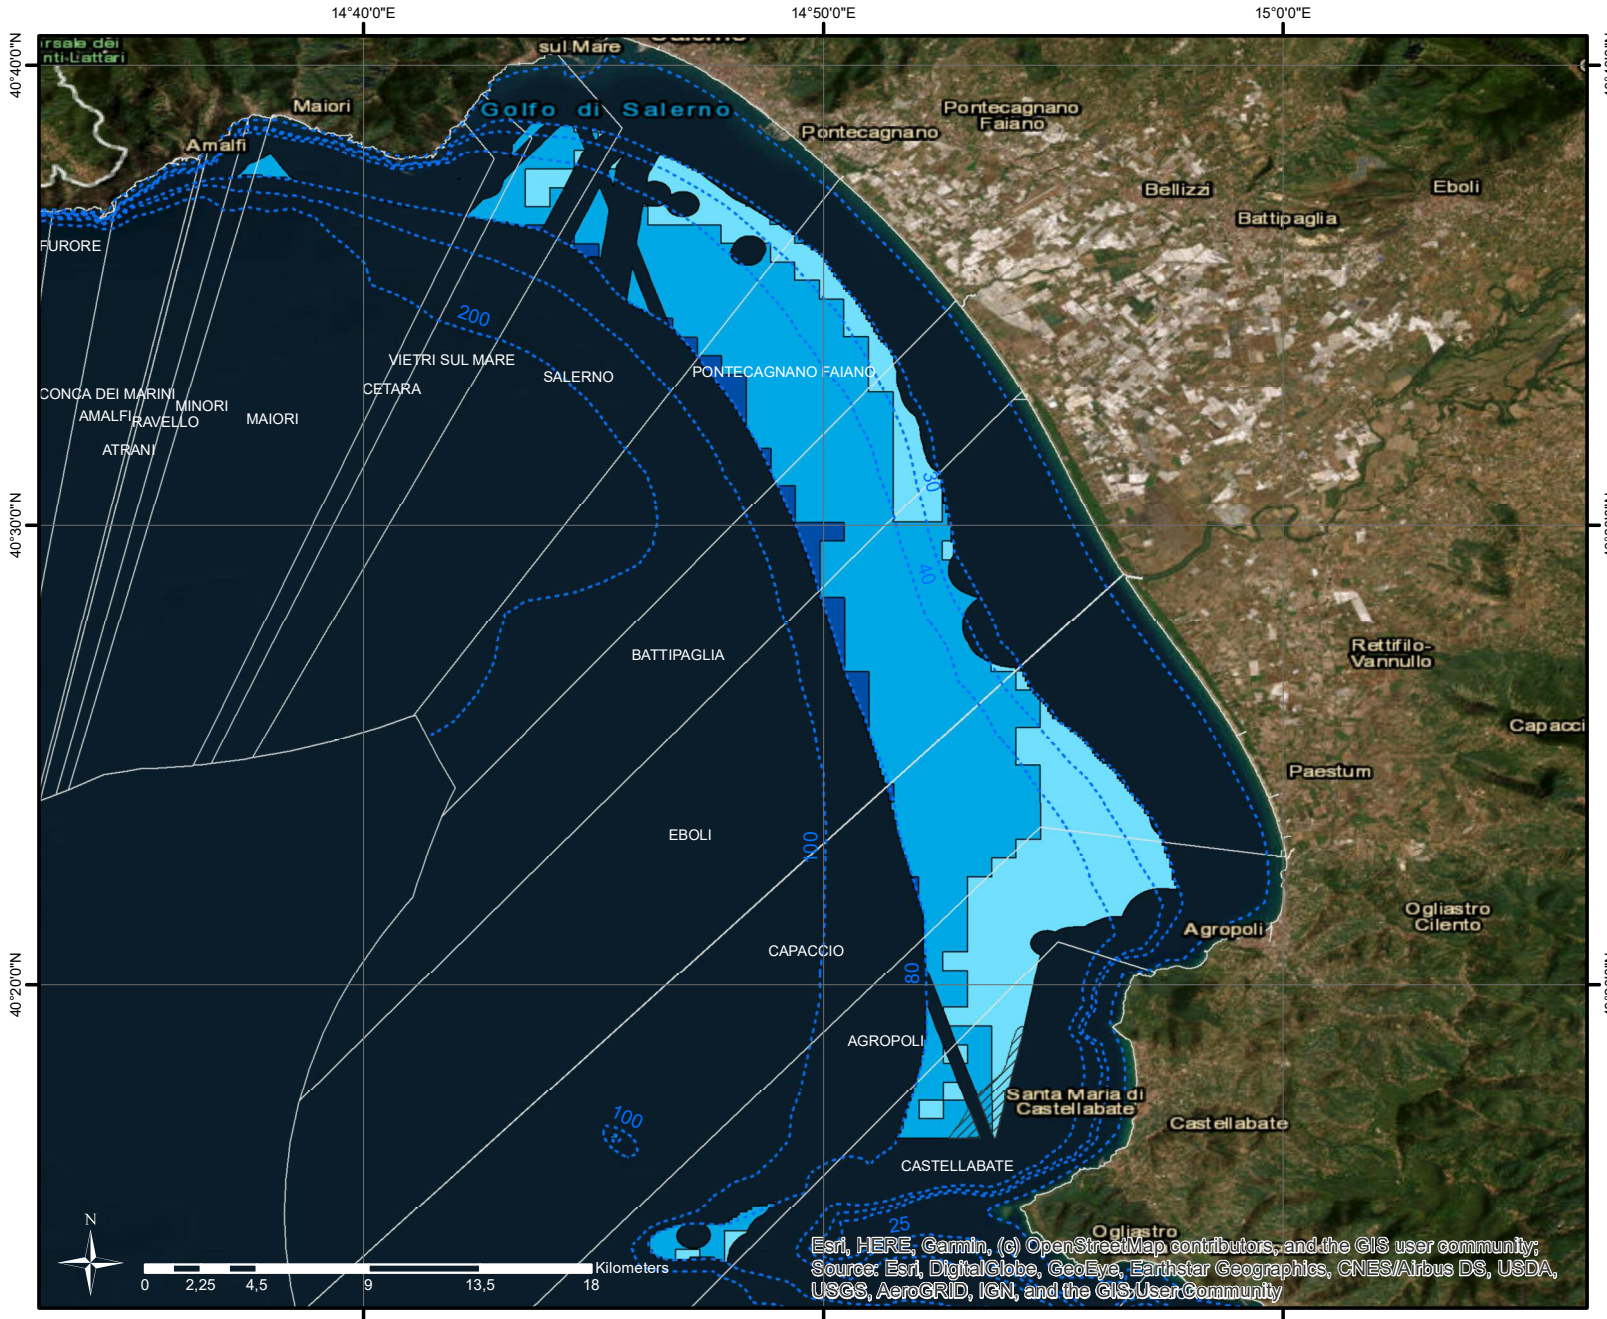 14°40'0"E
14°50'0"E
15°0'0"E
40°40'0"N
40°30'0"N
40°20'0"N
rsale dei
nti-Lattari
sul Mare
Maiori
Amalfi
Golfo di Salerno
Pontecagnano
Pontecagnano
Faiano
Bellizzi
Battipaglia
Eboli
FURORE
200
VIETRI SUL MARE
CETARA
SALERNO
PONTECAGNANO FAIANO
CONCA DEI MARINI
AMALFI
RAVELLO
MINORI
MAIORI
ATRANI
30
40
BATTIPAGLIA
Rettifilo-
Vannullo
Capacci
Paestum
EBOLI
100
CAPACCIO
80
Ogliastro
Cilento
Agropoli
AGROPOLI
Santa Maria di
Castellabate
Castellabate
100
CASTELLABATE
25
Ogliastro
N
0 2,25 4,5 9 13,5 18
Kilometers
Esri, HERE, Garmin, (c) OpenStreetMap contributors, and the GIS user community;
Source: Esri, DigitalGlobe, GeoEye, Earthstar Geographics, CNES/Airbus DS, USDA,
USGS, AeroGRID, IGN, and the GIS User Community